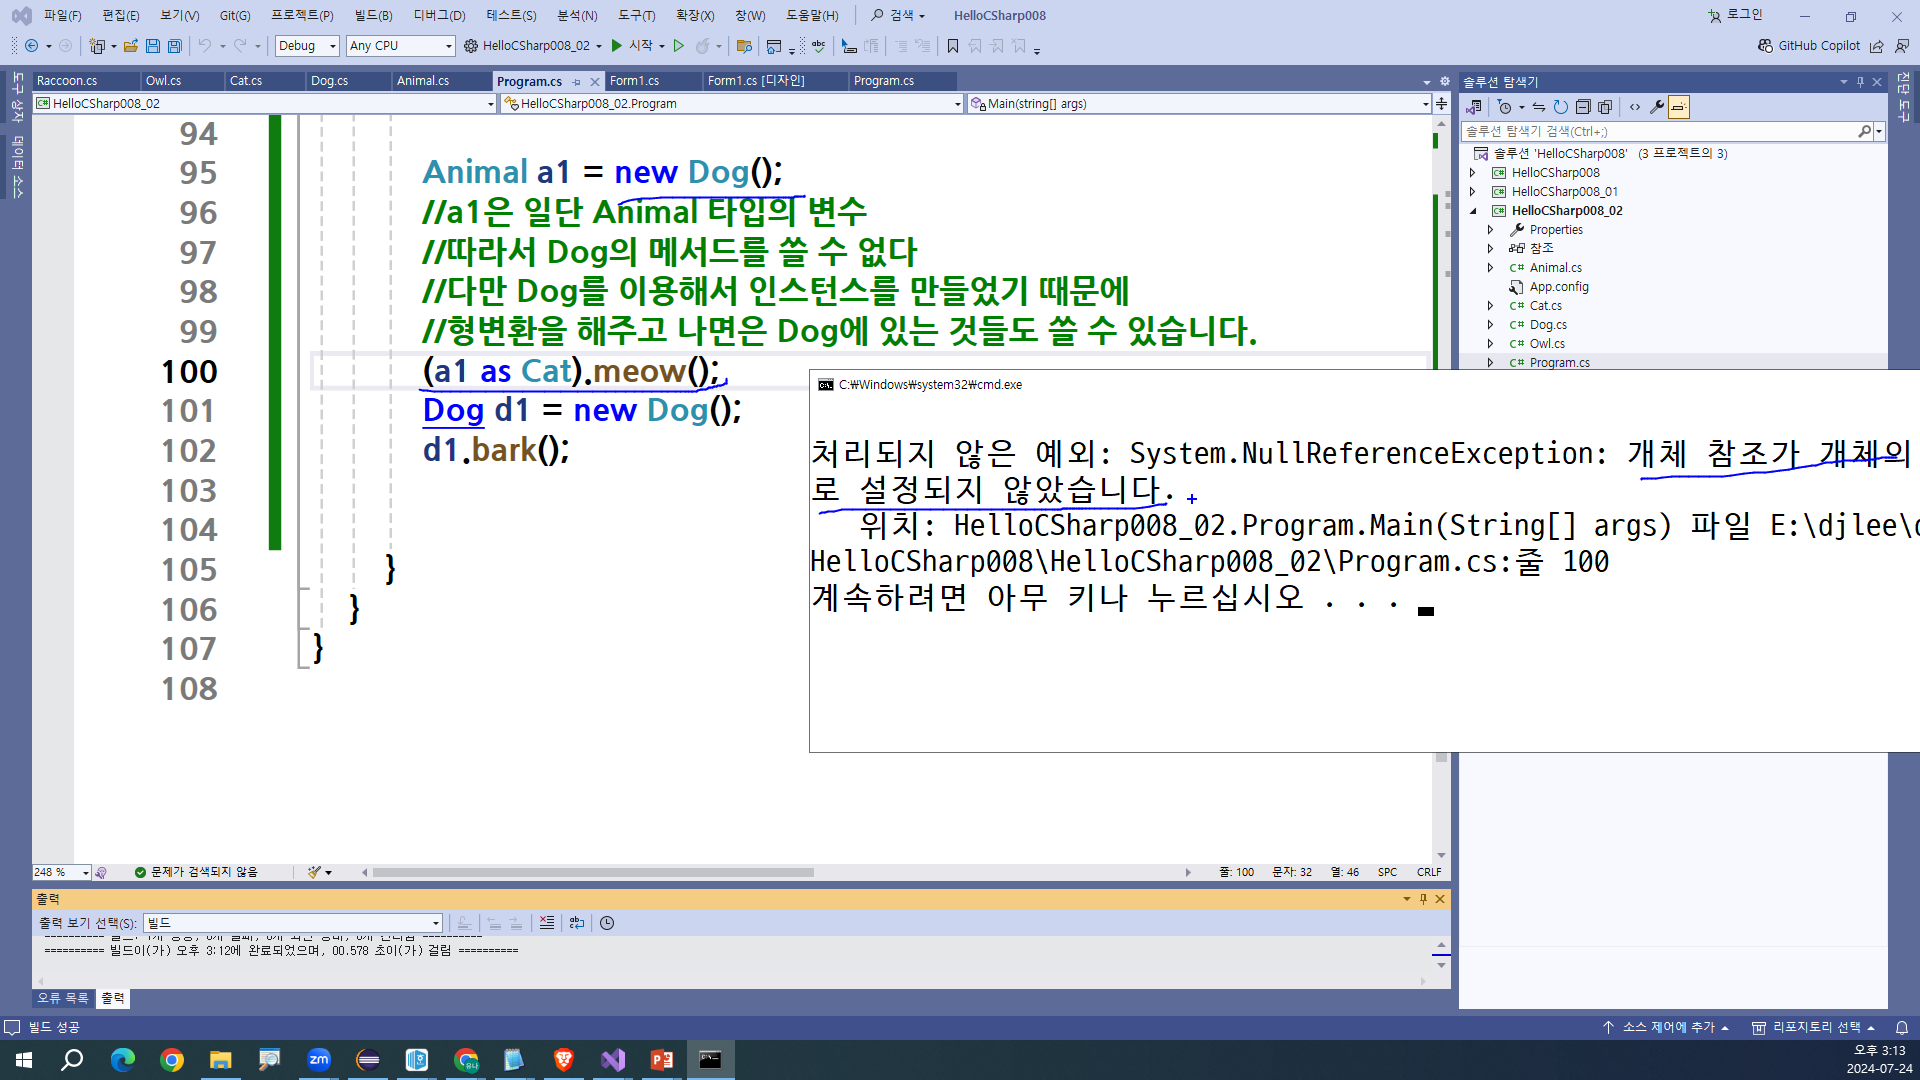 파일(F) 편집(E) 보기(V) Git(G) 프로젝트(P) 빌드(B) 디버그(D) 테스트(S) 분석(N) 도구(T) 확장(X) 창(W) 도움말(H) 검색 HelloCSharp008 로그인
Debug Any CPU HelloCSharp008_02 시작 GitHub Copilot
Raccoon.cs Owl.cs Cat.cs Dog.cs Animal.cs Program.cs Form1.cs Form1.cs [디자인] Program.cs
HelloCSharp008_02 HelloCSharp008_02.Program Main(string[] args)
도구 상자
데이터 소스
94
95 Animal a1 = new Dog();
96 //a1은 일단 Animal 타입의 변수
97 //따라서 Dog의 메서드를 쓸 수 없다
98 //다만 Dog를 이용해서 인스턴스를 만들었기 때문에
99 //형변환을 해주고 나면은 Dog에 있는 것들도 쓸 수 있습니다.
100 (a1 as Cat).meow();
101 Dog d1 = new Dog();
102 d1.bark();
103
104
105 }
106 }
107 }
108
솔루션 탐색기
솔루션 탐색기 검색(Ctrl+;)
솔루션 'HelloCSharp008' (3 프로젝트의 3)
HelloCSharp008
HelloCSharp008_01
HelloCSharp008_02
Properties
참조
Animal.cs
App.config
Cat.cs
Dog.cs
Owl.cs
Program.cs
진단 도구
C:₩Windows₩system32₩cmd.exe
처리되지 않은 예외: System.NullReferenceException: 개체 참조가 개체의
로 설정되지 않았습니다.
위치: HelloCSharp008_02.Program.Main(String[] args) 파일 E:\djlee\
HelloCSharp008\HelloCSharp008_02\Program.cs:줄 100
계속하려면 아무 키나 누르십시오 . . .
248 % 문제가 검색되지 않음 줄: 100 문자: 32 열: 46 SPC CRLF
출력
출력 보기 선택(S): 빌드
========== 빌드이(가) 오후 3:12에 완료되었으며, 00.578 초이(가) 걸림 ==========
오류 목록 출력
빌드 성공 소스 제어에 추가 리포지토리 선택
zm
오후 3:13
2024-07-24